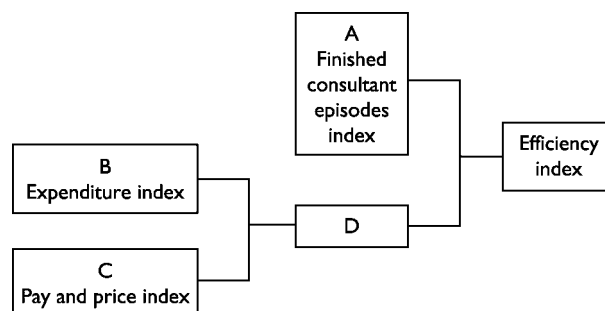 A
Finished
consultant
episodes
index
Efficiency
index
B
Expenditure index
D
C
Pay and price index